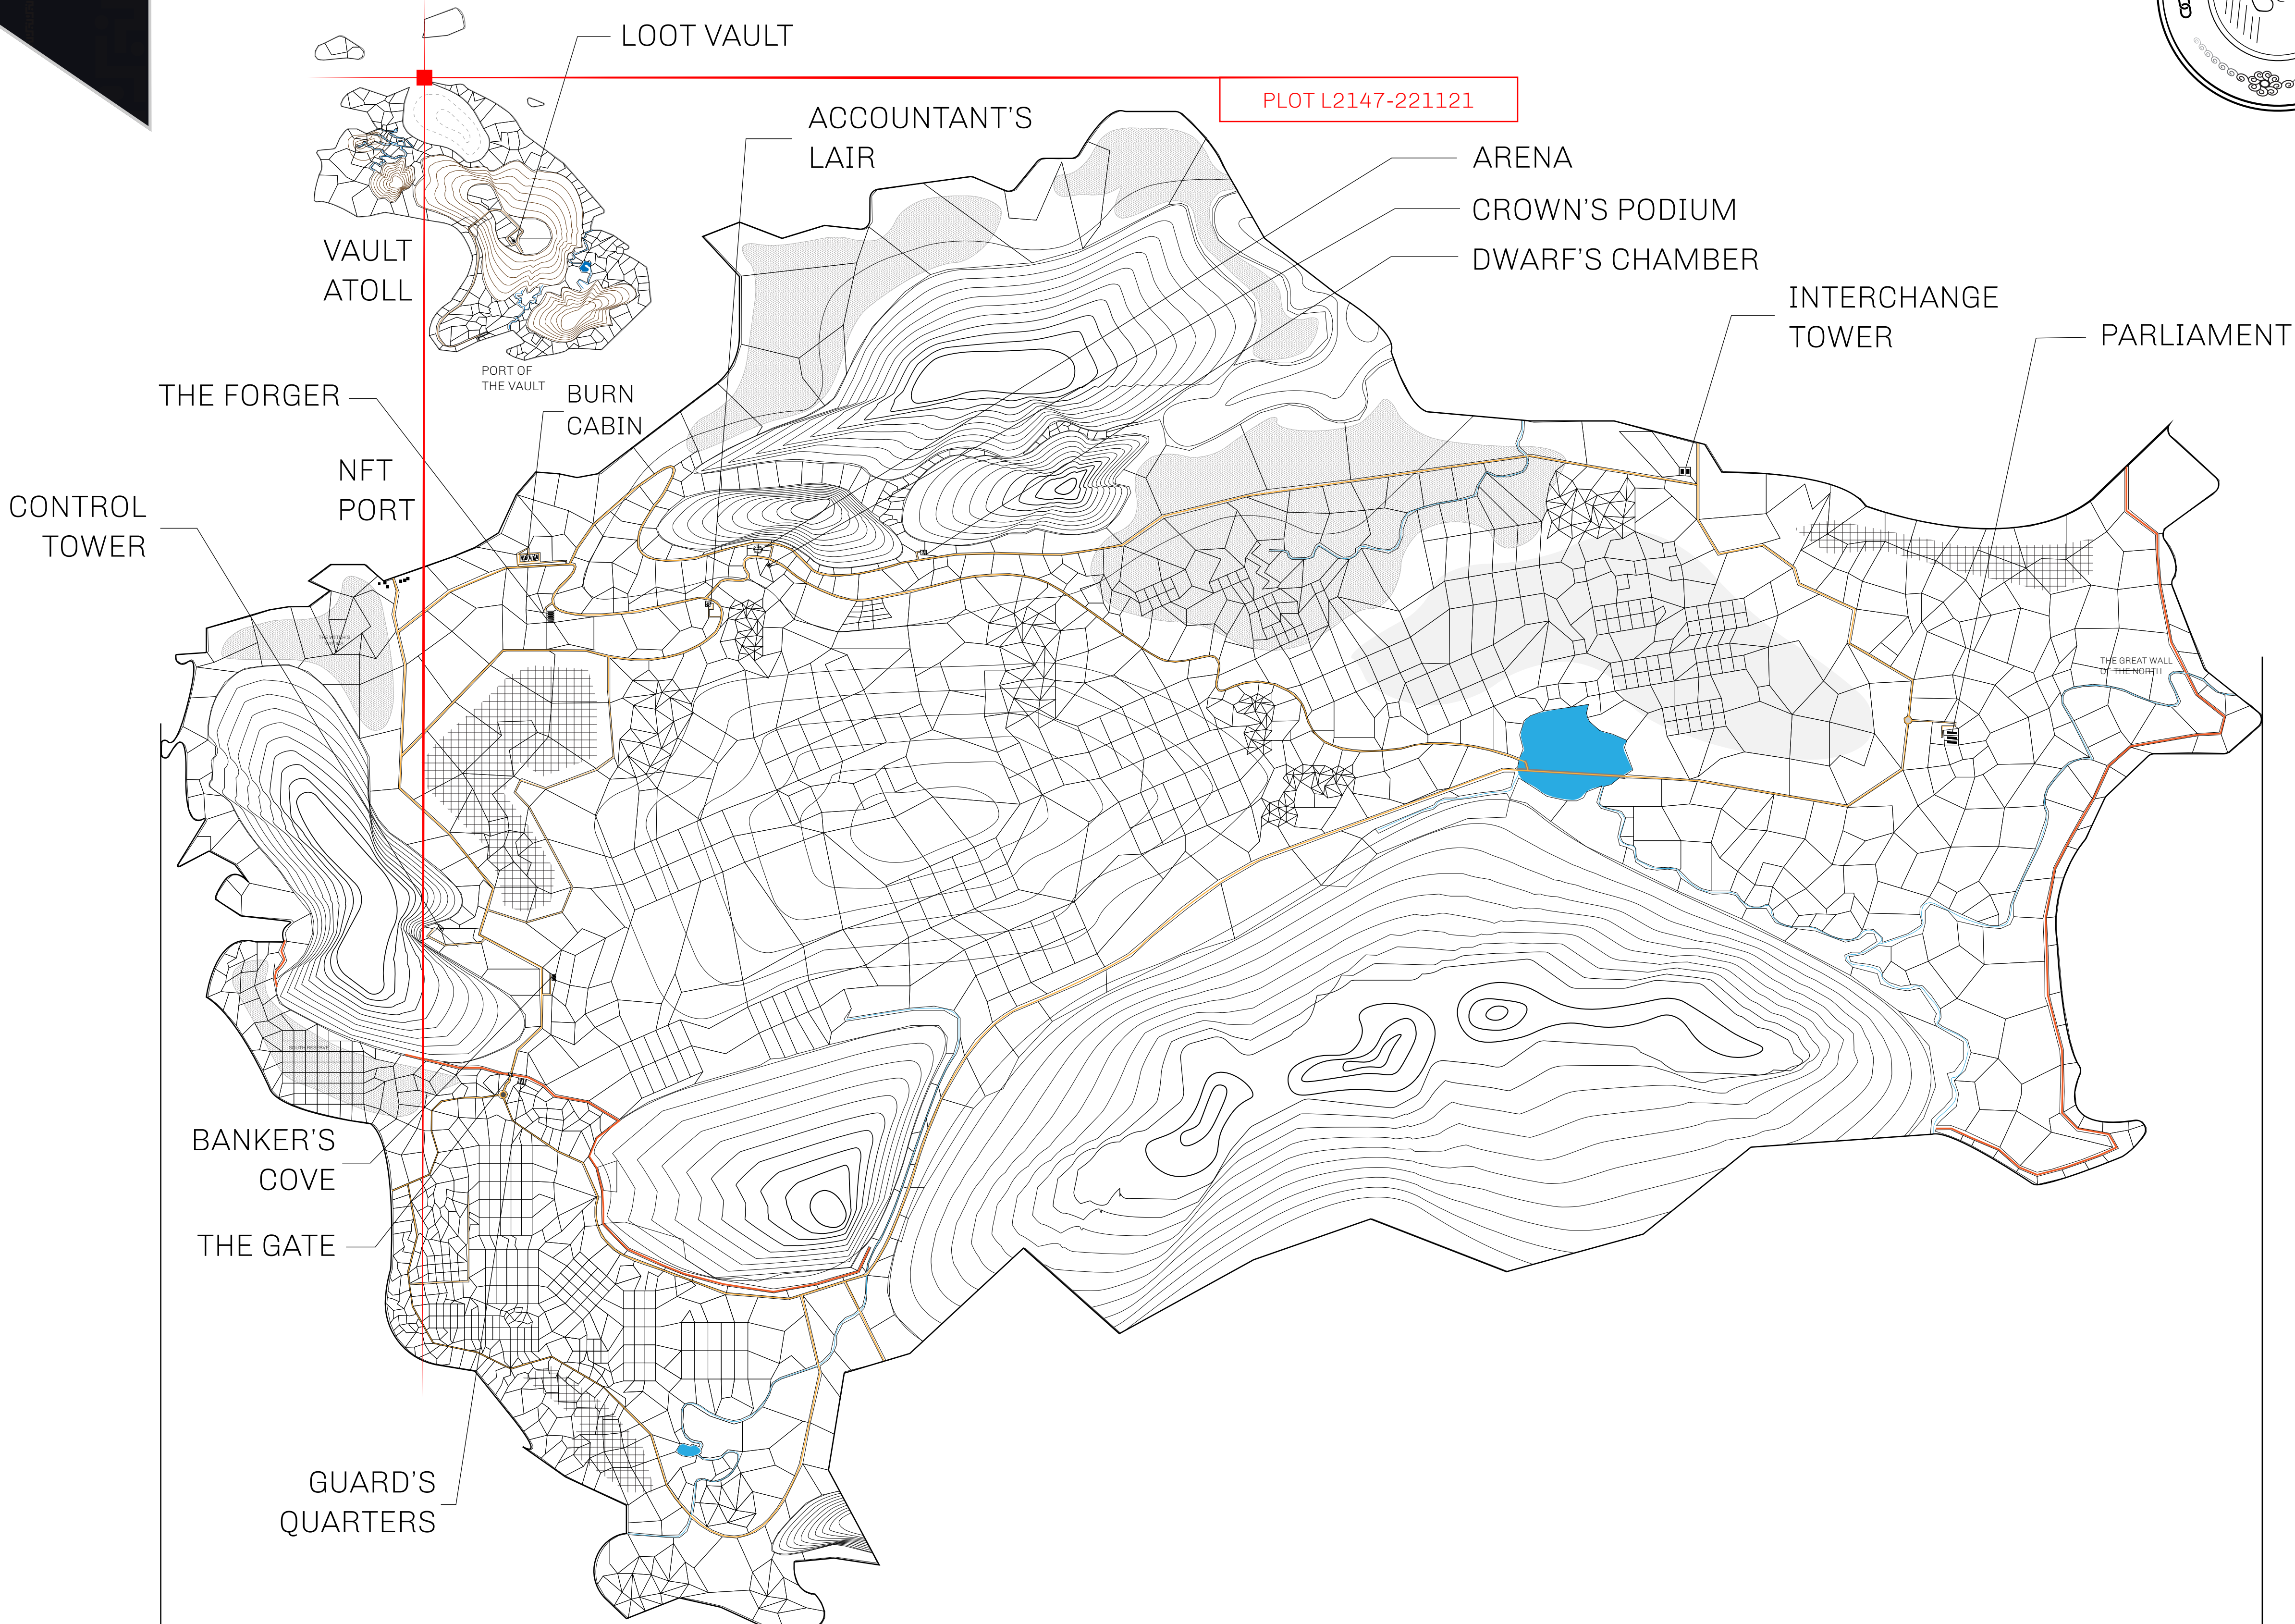 LOOT VAULT
PLOT L2147-221121
ACCOUNTANT'S
LAIR
ARENA
CROWN'S PODIUM
DWARF'S CHAMBER
VAULT
ATOLL
INTERCHANGE
TOWER
PARLIAMENT
PORT OF
THE VAULT
THE FORGER
BURN
CABIN
NFT
PORT
CONTROL
TOWER
THE GREAT WALL
OF THE NORTH
SOUTH RESERVE
BANKER'S
COVE
THE GATE
GUARD'S
QUARTERS